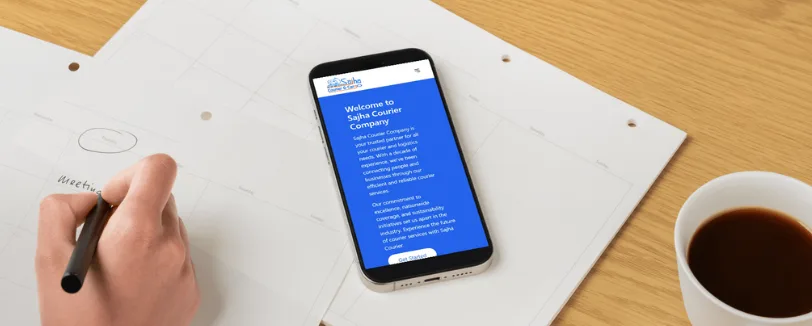 Sajha
Welcome to
Sajha Courier
Company
Sajha Courier Company is
your trusted partner for all
your courier and logistics
needs. With a decade of
experience, we've been
connecting people and
businesses through our
efficient and reliable courier
services.
Our commitment to
excellence, nationwide
coverage, and sustainability
initiatives set us apart in the
industry. Experience the future
of courier services with Sajha
Courier
Get Started
Meeting